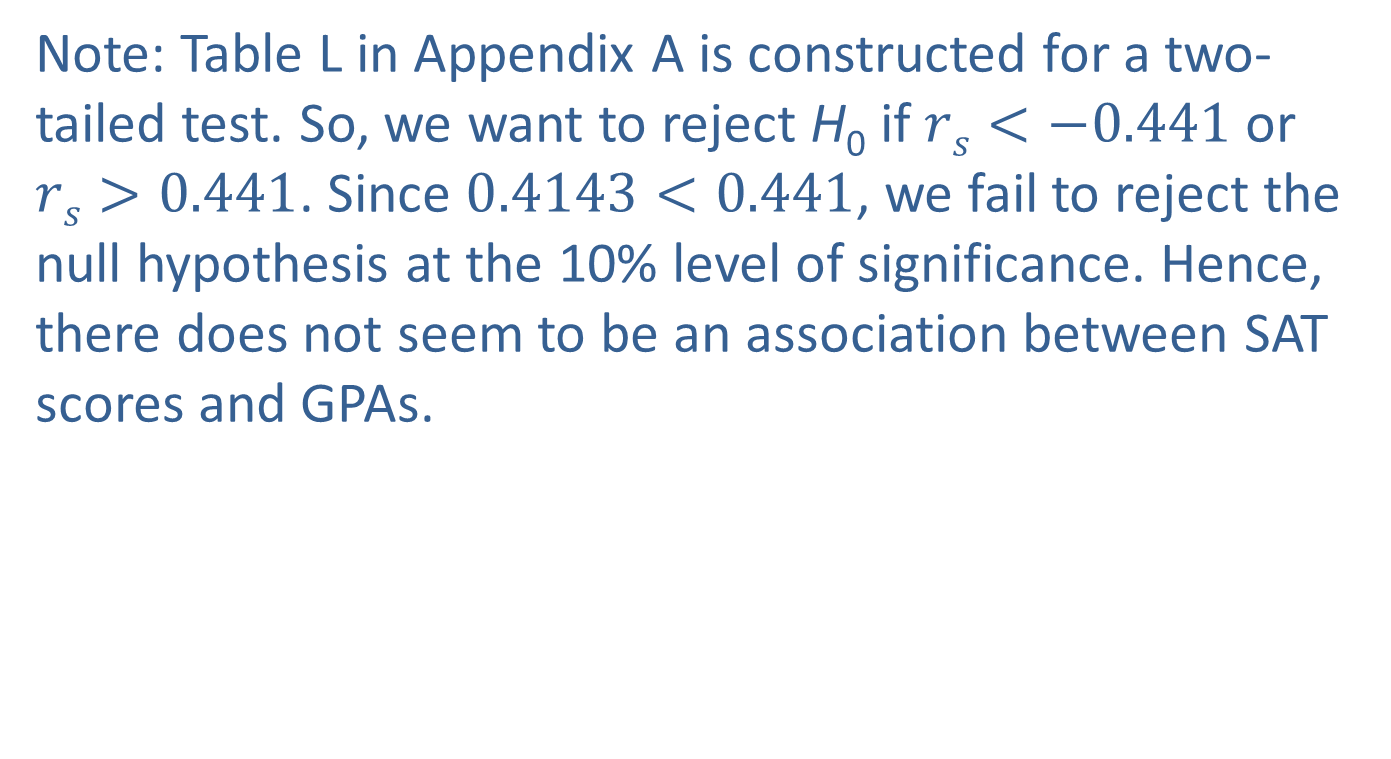 Note: Table L in Appendix A is constructed for a two-
tailed test. So, we want to reject H₀ if rₛ < −0.441 or
rₛ > 0.441. Since 0.4143 < 0.441, we fail to reject the
null hypothesis at the 10% level of significance. Hence,
there does not seem to be an association between SAT
scores and GPAs.